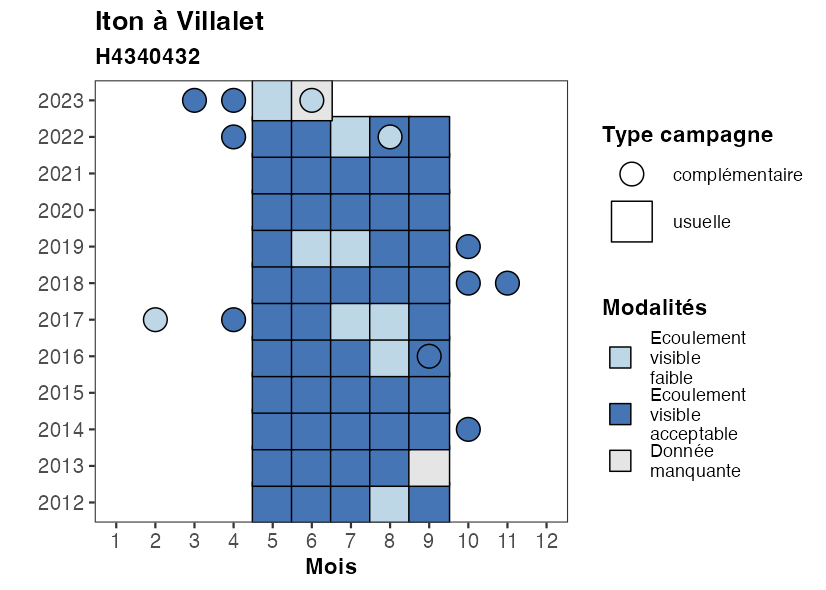 Iton à Villalet
H4340432
2023
2022
2021
2020
2019
2018
2017
2016
2015
2014
2013
2012
1 2 3 4 5 6 7 8 9 10 11 12
Mois
Type campagne
complémentaire
usuelle
Modalités
Ecoulement
visible
faible
Ecoulement
visible
acceptable
Donnée
manquante